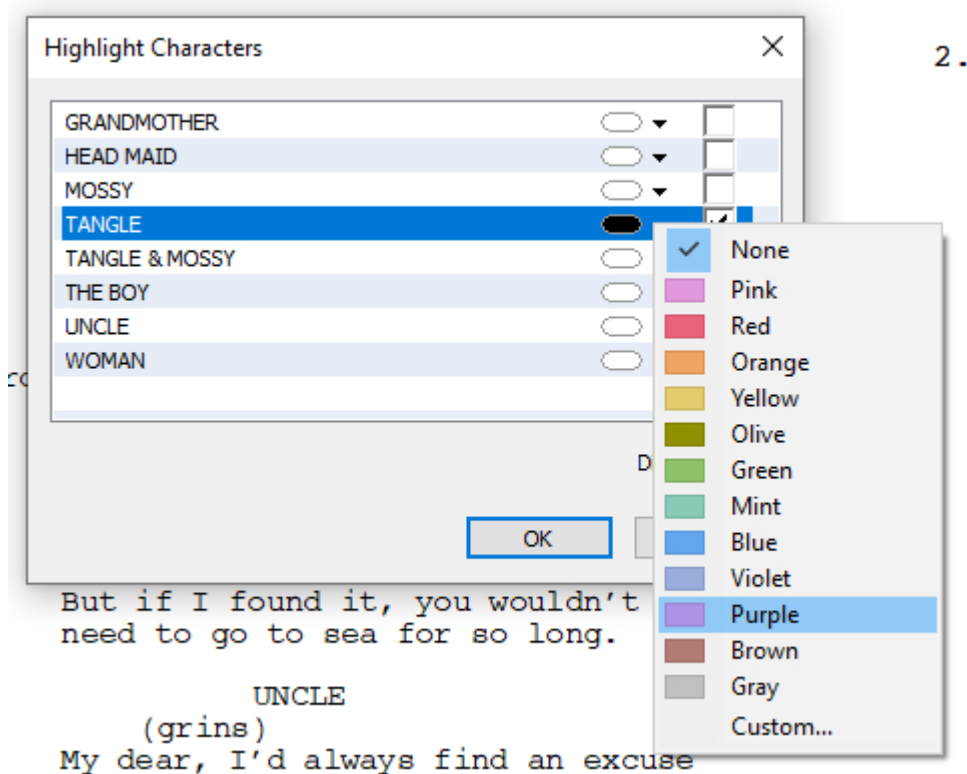 Highlight Characters
2.
GRANDMOTHER
HEAD MAID
MOSSY
TANGLE
TANGLE & MOSSY
THE BOY
UNCLE
WOMAN
None
Pink
Red
Orange
Yellow
Olive
Green
Mint
Blue
Violet
Purple
Brown
Gray
Custom...
OK
But if I found it, you wouldn’t
need to go to sea for so long.
UNCLE
(grins)
My dear, I’d always find an excuse